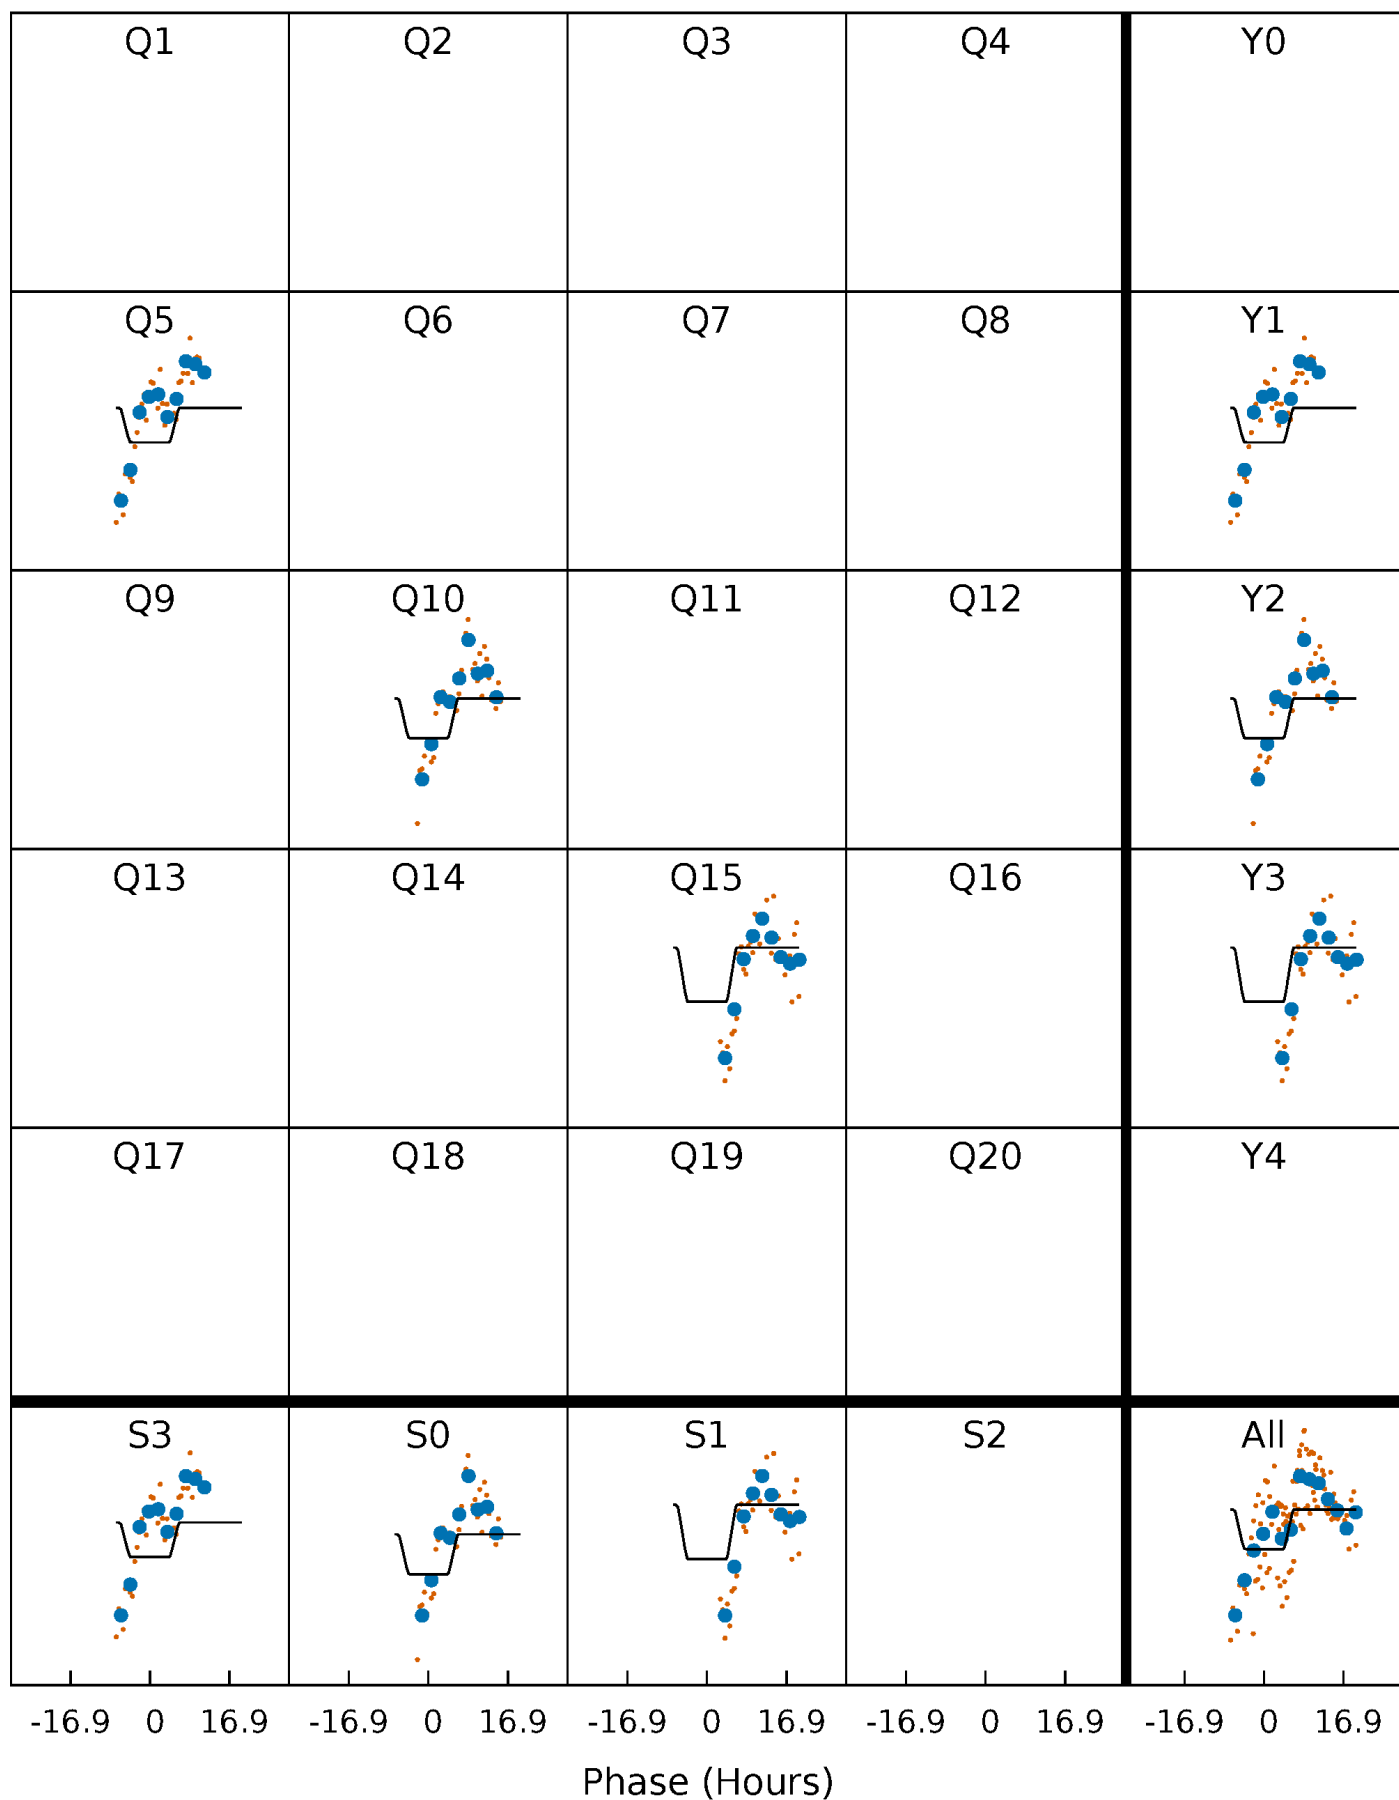 Q1 Q2 Q3 Q4 Y0
Q5 Q6 Q7 Q8 Y1
Q9 Q10 Q11 Q12 Y2
Q13 Q14 Q15 Q16 Y3
Q17 Q18 Q19 Q20 Y4
S3 S0 S1 S2 All
-16.9 0 16.9 -16.9 0 16.9 -16.9 0 16.9 -16.9 0 16.9 -16.9 0 16.9
Phase (Hours)